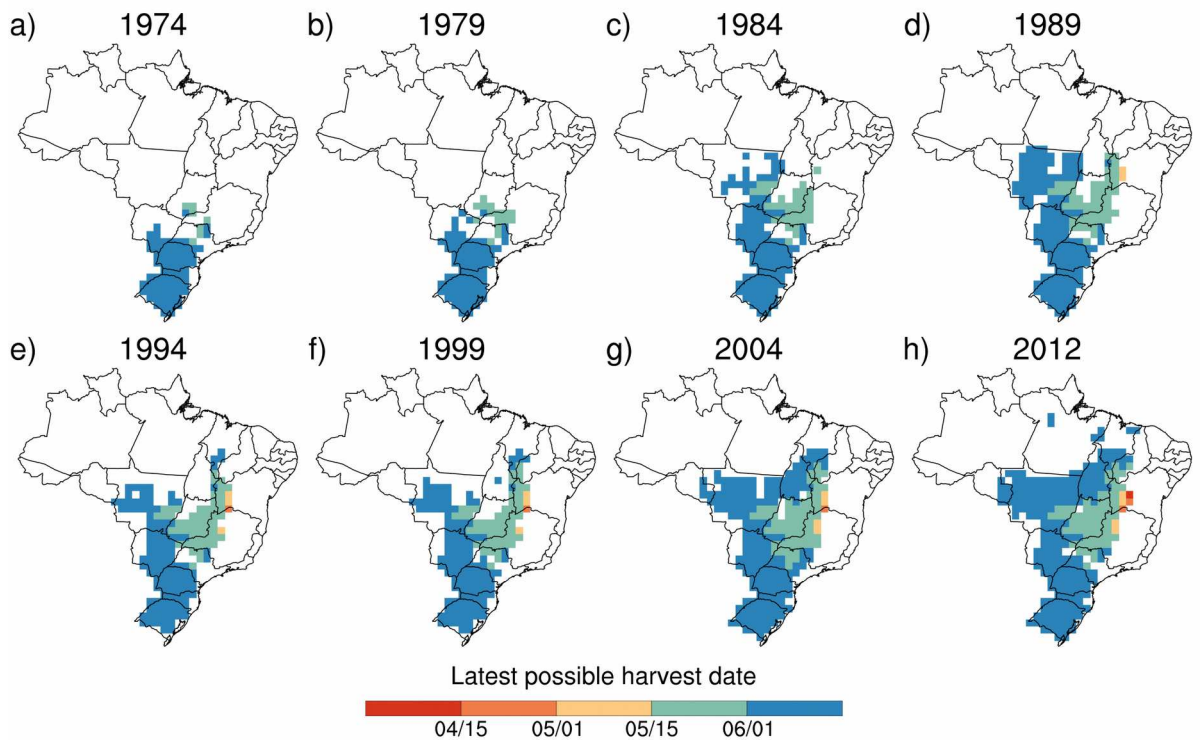 a) 1974 b) 1979 c) 1984 d) 1989
e) 1994 f) 1999 g) 2004 h) 2012
Latest possible harvest date
04/15 05/01 05/15 06/01